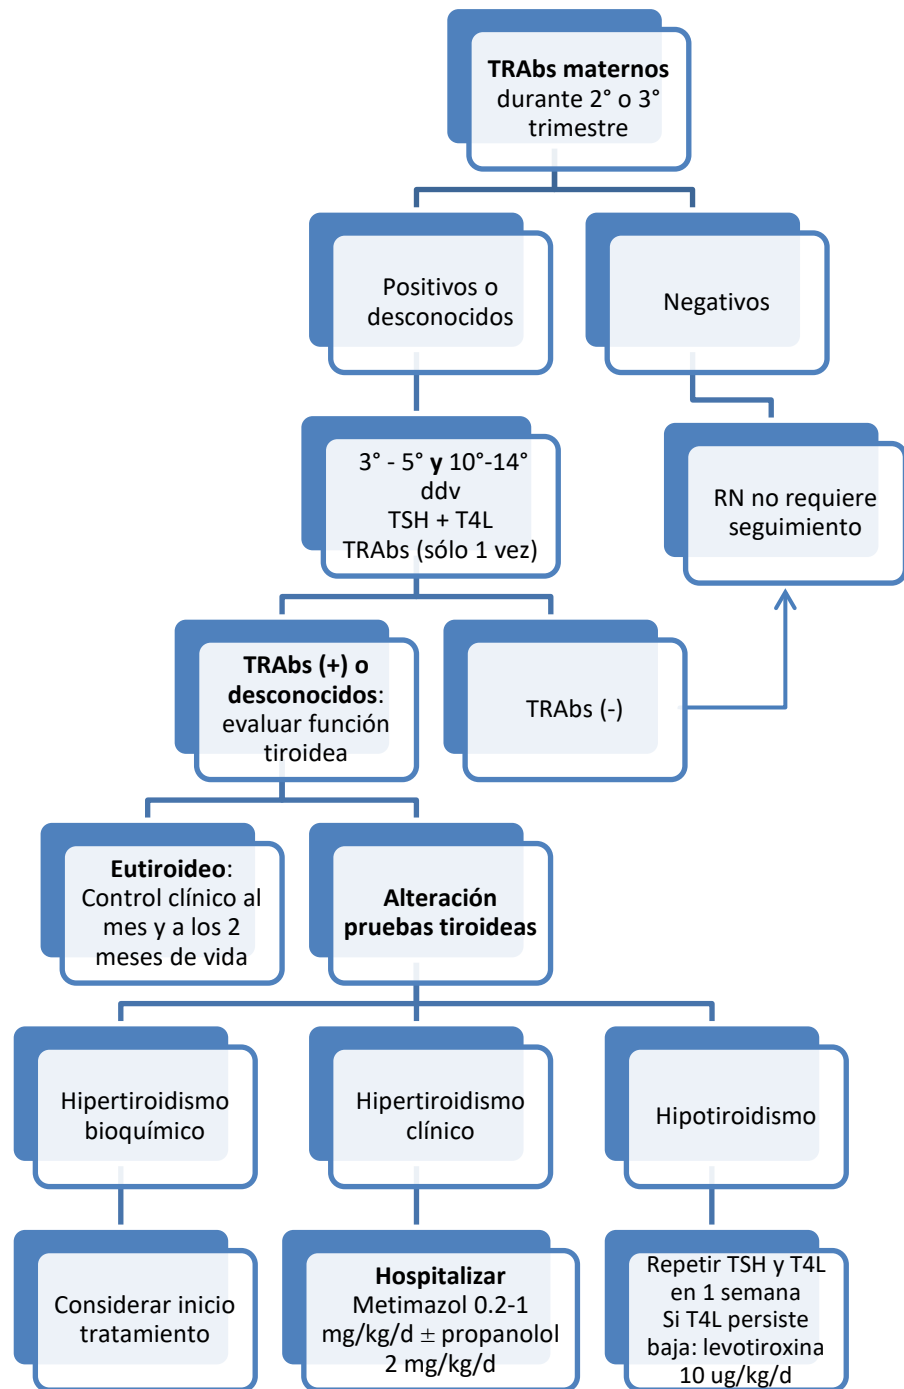 TRAbs maternos
durante 2° o 3°
trimestre
Positivos o
desconocidos
Negativos
3° - 5° y 10°-14°
ddv
TSH + T4L
TRAbs (sólo 1 vez)
RN no requiere
seguimiento
TRAbs (+) o
desconocidos:
evaluar función
tiroidea
TRAbs (-)
Eutiroideo:
Control clínico al
mes y a los 2
meses de vida
Alteración
pruebas tiroideas
Hipertiroidismo
bioquímico
Hipertiroidismo
clínico
Hipotiroidismo
Considerar inicio
tratamiento
Hospitalizar
Metimazol 0.2-1
mg/kg/d ± propanolol
2 mg/kg/d
Repetir TSH y T4L
en 1 semana
Si T4L persiste
baja: levotiroxina
10 ug/kg/d